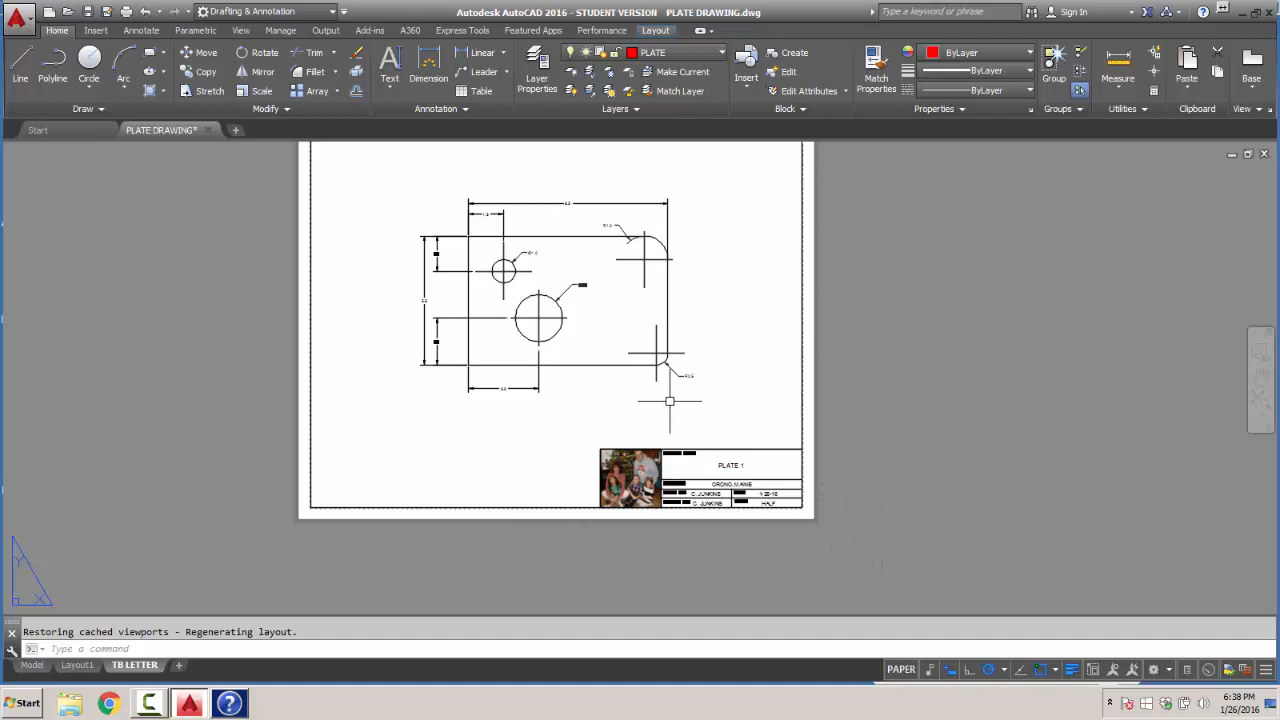 Drafting & Annotation
Autodesk AutoCAD 2016 - STUDENT VERSION PLATE DRAWING.dwg
Type a keyword or phrase
Sign In
Home Insert Annotate Parametric View Manage Output Add-ins A360 Express Tools Featured Apps Performance Layout
Line Polyline Circle Arc
Move Rotate Trim
Copy Mirror Fillet
Stretch Scale Array
Text Dimension
Linear
Leader
Table
Layer Properties
PLATE
Make Current
Match Layer
Insert
Create
Edit
Edit Attributes
Match Properties
ByLayer
ByLayer
ByLayer
Group Measure Paste Base
Draw Modify Annotation Layers Block Properties Groups Utilities Clipboard View
Start PLATE DRAWING*
PLATE 1
ORONO, MAINE
C. JUNKINS
C. JUNKINS HALF
Y
X
Restoring cached viewports - Regenerating layout.
Type a command
Model Layout1 TB LETTER +
PAPER
Start
6:38 PM
1/26/2016